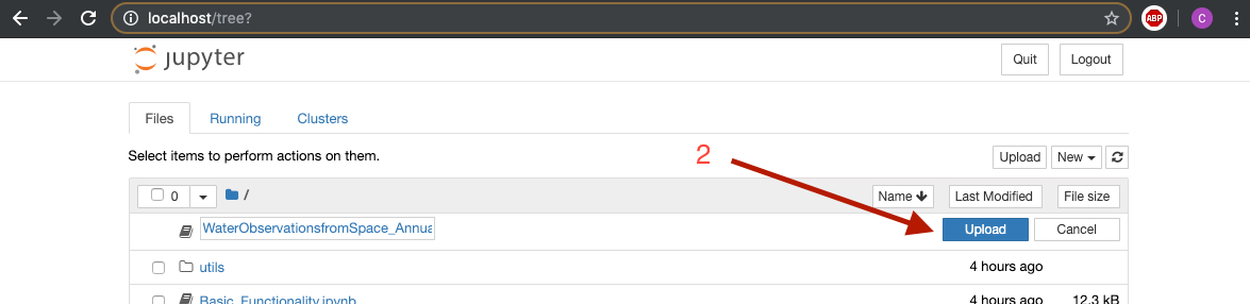 localhost/tree?
ABP
C
jupyter
Quit
Logout
Files
Running
Clusters
Select items to perform actions on them.
2
Upload
New
0
/
Name
Last Modified
File size
WaterObservationsfromSpace_Annua
Upload
Cancel
utils
4 hours ago
Basic_Functionality.ipynb
4 hours ago
12.3 kB